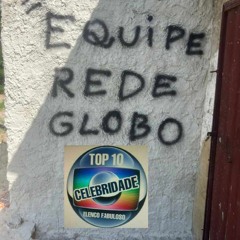 EQUIPE
REDE
GLOBO
TOP 10
CELEBRIDADE
ELENCO FABULOSO